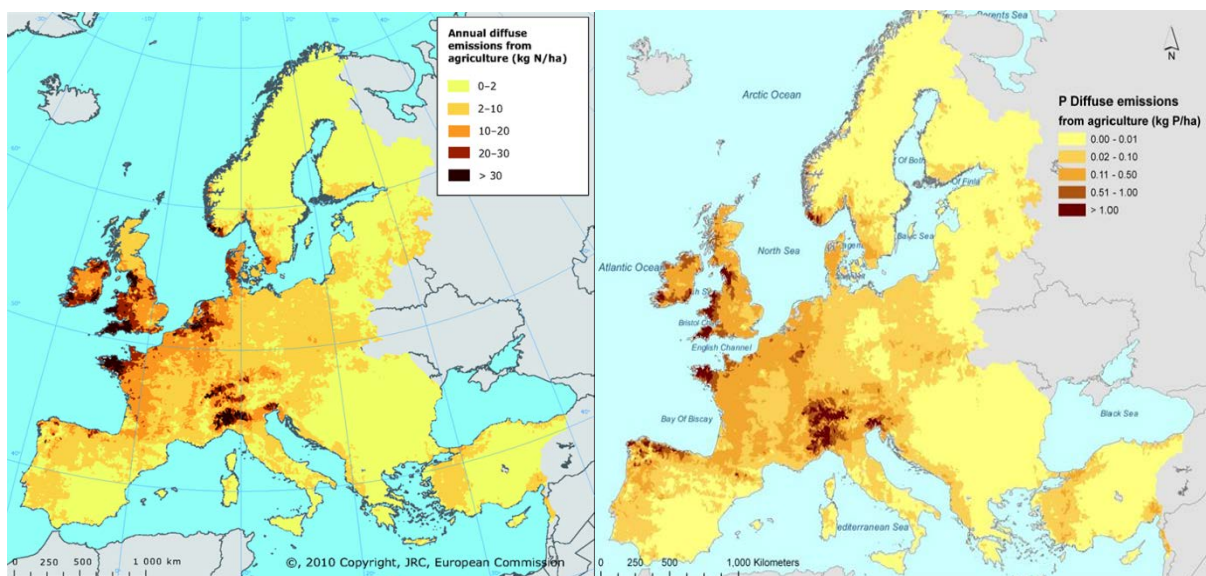 Annual diffuse
emissions from
agriculture (kg N/ha)
0–2
2–10
10–20
20–30
> 30
0 250 500 1 000 km
©, 2010 Copyright, JRC, European Commission
Barents Sea
N
Arctic Ocean
P Diffuse emissions
from agriculture (kg P/ha)
0.00 - 0.01
0.02 - 0.10
0.11 - 0.50
0.51 - 1.00
> 1.00
Of Both
Of Finla
North Sea
Baltic Sea
Atlantic Ocea
Bristol Cha
English Channel
Bay Of Biscay
Black Sea
editerranean Sea
0 250 500 1,000 Kilometers